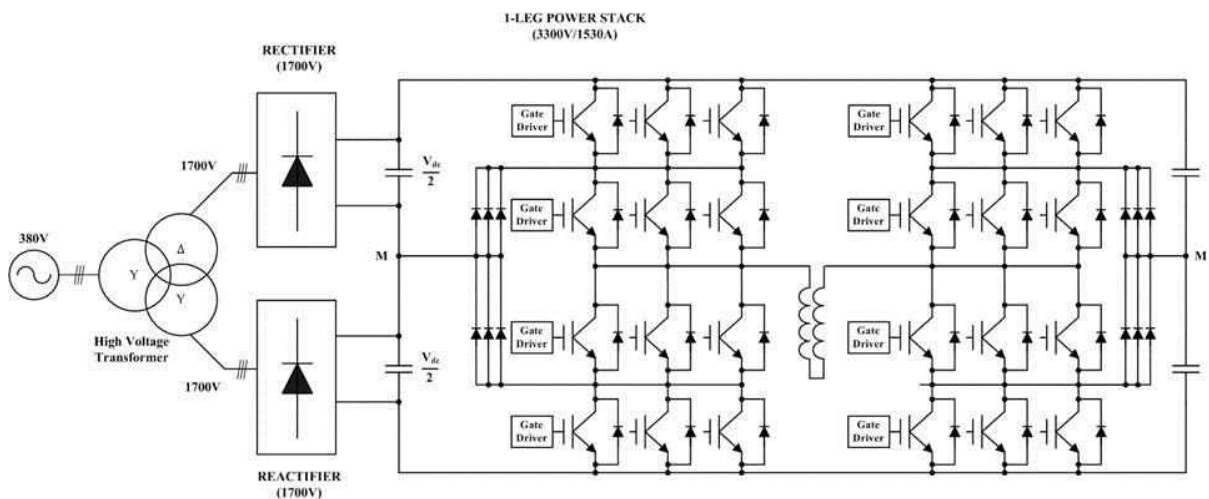 1-LEG POWER STACK
(3300V/1530A)
RECTIFIER
(1700V)
1700V
380V
Δ
Y
Y
High Voltage
Transformer
1700V
REACTIFIER
(1700V)
V_dc
2
V_dc
2
M
M
Gate
Driver
Gate
Driver
Gate
Driver
Gate
Driver
Gate
Driver
Gate
Driver
Gate
Driver
Gate
Driver